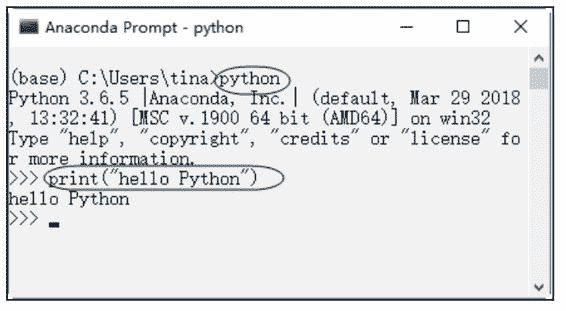 Anaconda Prompt - python
(base) C:\Users\tina>python
Python 3.6.5 |Anaconda, Inc.| (default, Mar 29 2018
, 13:32:41) [MSC v.1900 64 bit (AMD64)] on win32
Type "help", "copyright", "credits" or "license" fo
r more information.
>>> print("hello Python")
hello Python
>>>